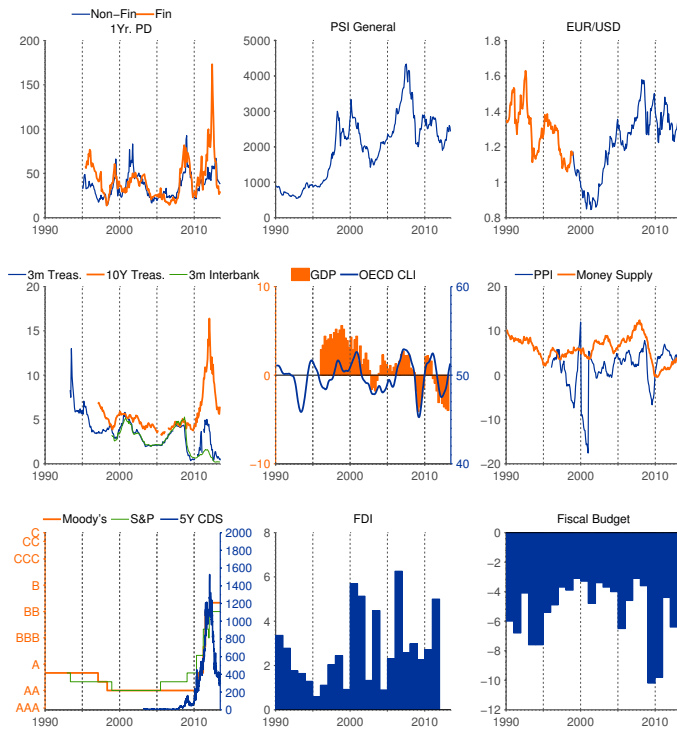 Non-Fin Fin
1Yr. PD
200
150
100
50
0
1990 2000 2010
PSI General
5000
4000
3000
2000
1000
0
1990 2000 2010
EUR/USD
1.8
1.6
1.4
1.2
1
0.8
1990 2000 2010
3m Treas. 10Y Treas. 3m Interbank
20
15
10
5
0
1990 2000 2010
GDP OECD CLI
10 60
0 50
−10 40
1990 2000 2010
PPI Money Supply
20
10
0
−10
−20
1990 2000 2010
Moody's S&P 5Y CDS
C
CC
CCC
B
BB
BBB
A
AA
AAA
2000
1800
1600
1400
1200
1000
800
600
400
200
0
1990 2000 2010
FDI
8
6
4
2
0
1990 2000 2010
Fiscal Budget
0
−2
−4
−6
−8
−10
−12
1990 2000 2010